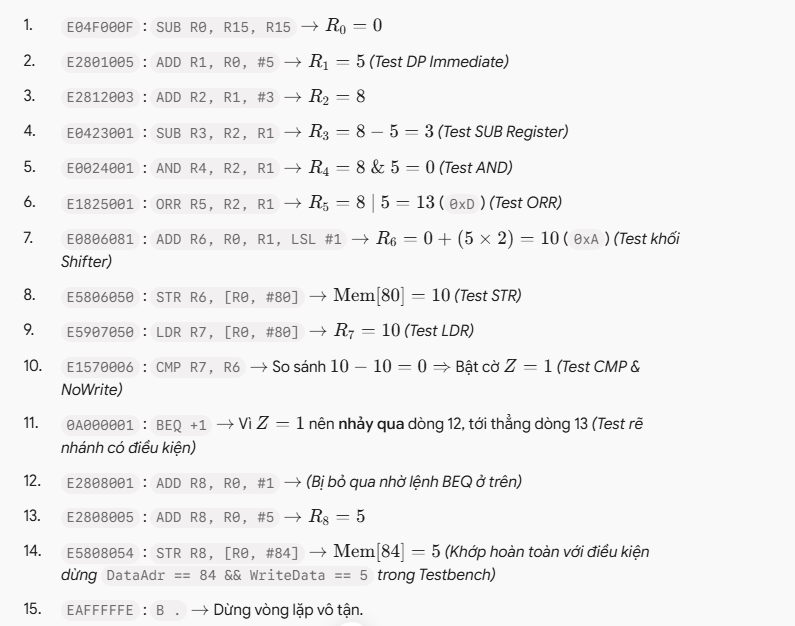 1. E04F000F : SUB R0, R15, R15 → R₀ = 0
2. E2801005 : ADD R1, R0, #5 → R₁ = 5 (Test DP Immediate)
3. E2812003 : ADD R2, R1, #3 → R₂ = 8
4. E0423001 : SUB R3, R2, R1 → R₃ = 8 − 5 = 3 (Test SUB Register)
5. E0024001 : AND R4, R2, R1 → R₄ = 8 & 5 = 0 (Test AND)
6. E1825001 : ORR R5, R2, R1 → R₅ = 8 | 5 = 13 ( 0xD ) (Test ORR)
7. E0806081 : ADD R6, R0, R1, LSL #1 → R₆ = 0 + (5 × 2) = 10 ( 0xA ) (Test khối
Shifter)
8. E5806050 : STR R6, [R0, #80] → Mem[80] = 10 (Test STR)
9. E5907050 : LDR R7, [R0, #80] → R₇ = 10 (Test LDR)
10. E1570006 : CMP R7, R6 → So sánh 10 − 10 = 0 ⇒ Bật cờ Z = 1 (Test CMP &
NoWrite)
11. 0A000001 : BEQ +1 → Vì Z = 1 nên nhảy qua dòng 12, tới thẳng dòng 13 (Test rẽ
nhánh có điều kiện)
12. E2808001 : ADD R8, R0, #1 → (Bị bỏ qua nhờ lệnh BEQ ở trên)
13. E2808005 : ADD R8, R0, #5 → R₈ = 5
14. E5808054 : STR R8, [R0, #84] → Mem[84] = 5 (Khớp hoàn toàn với điều kiện
dừng DataAdr == 84 && WriteData == 5 trong Testbench)
15. EAFFFFFE : B . → Dừng vòng lặp vô tận.